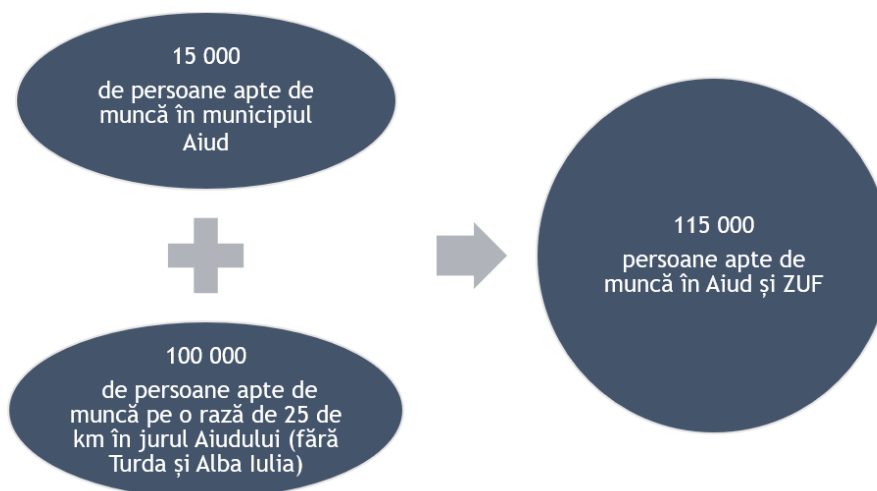 15 000
de persoane apte de
muncă în municipiul
Aiud
100 000
de persoane apte de
muncă pe o rază de 25 de
km în jurul Aiudului (fără
Turda și Alba Iulia)
115 000
persoane apte de
muncă în Aiud și ZUF